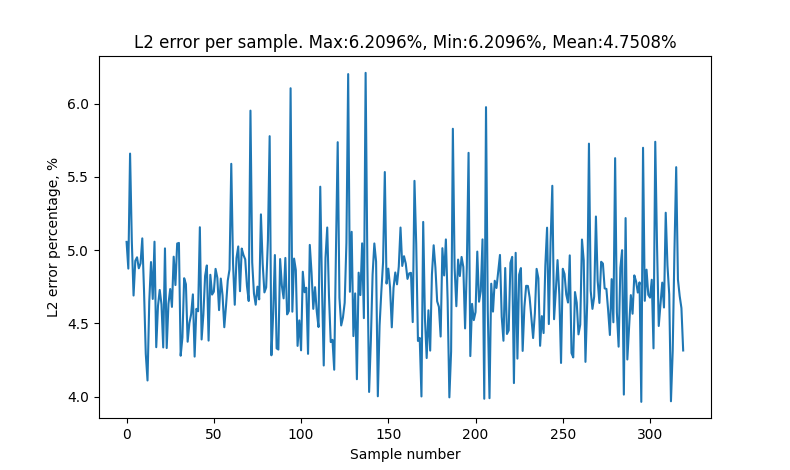 L2 error per sample. Max:6.2096%, Min:6.2096%, Mean:4.7508%
6.0
5.5
5.0
4.5
4.0
L2 error percentage, %
0 50 100 150 200 250 300
Sample number